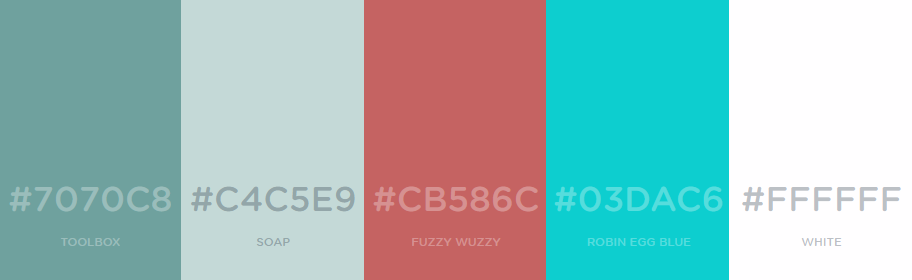 #7070C8 #C4C5E9 #CB586C #03DAC6 #FFFFFF
TOOLBOX SOAP FUZZY WUZZY ROBIN EGG BLUE WHITE